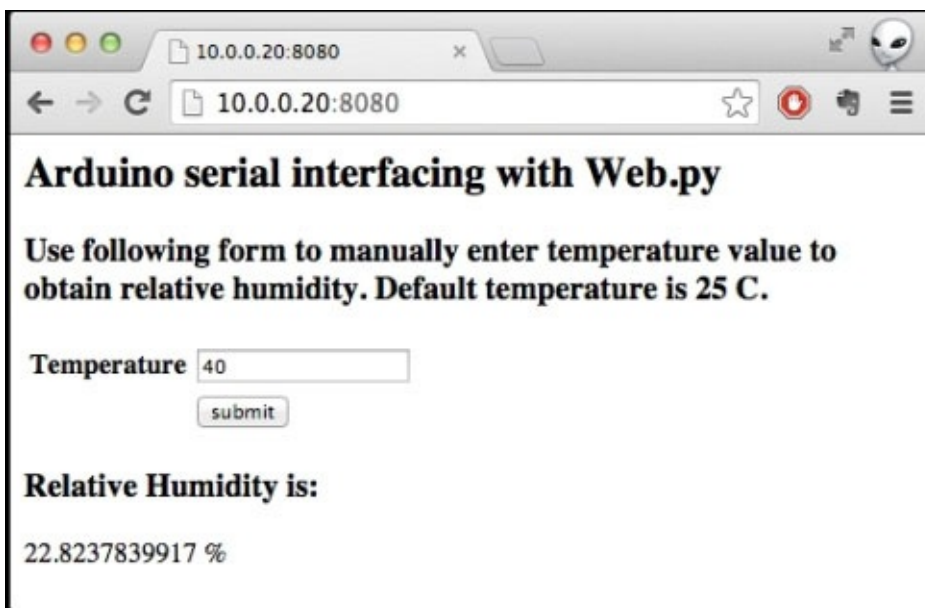 10.0.0.20:8080
10.0.0.20:8080
Arduino serial interfacing with Web.py
Use following form to manually enter temperature value to
obtain relative humidity. Default temperature is 25 C.
Temperature 40
submit
Relative Humidity is:
22.8237839917 %